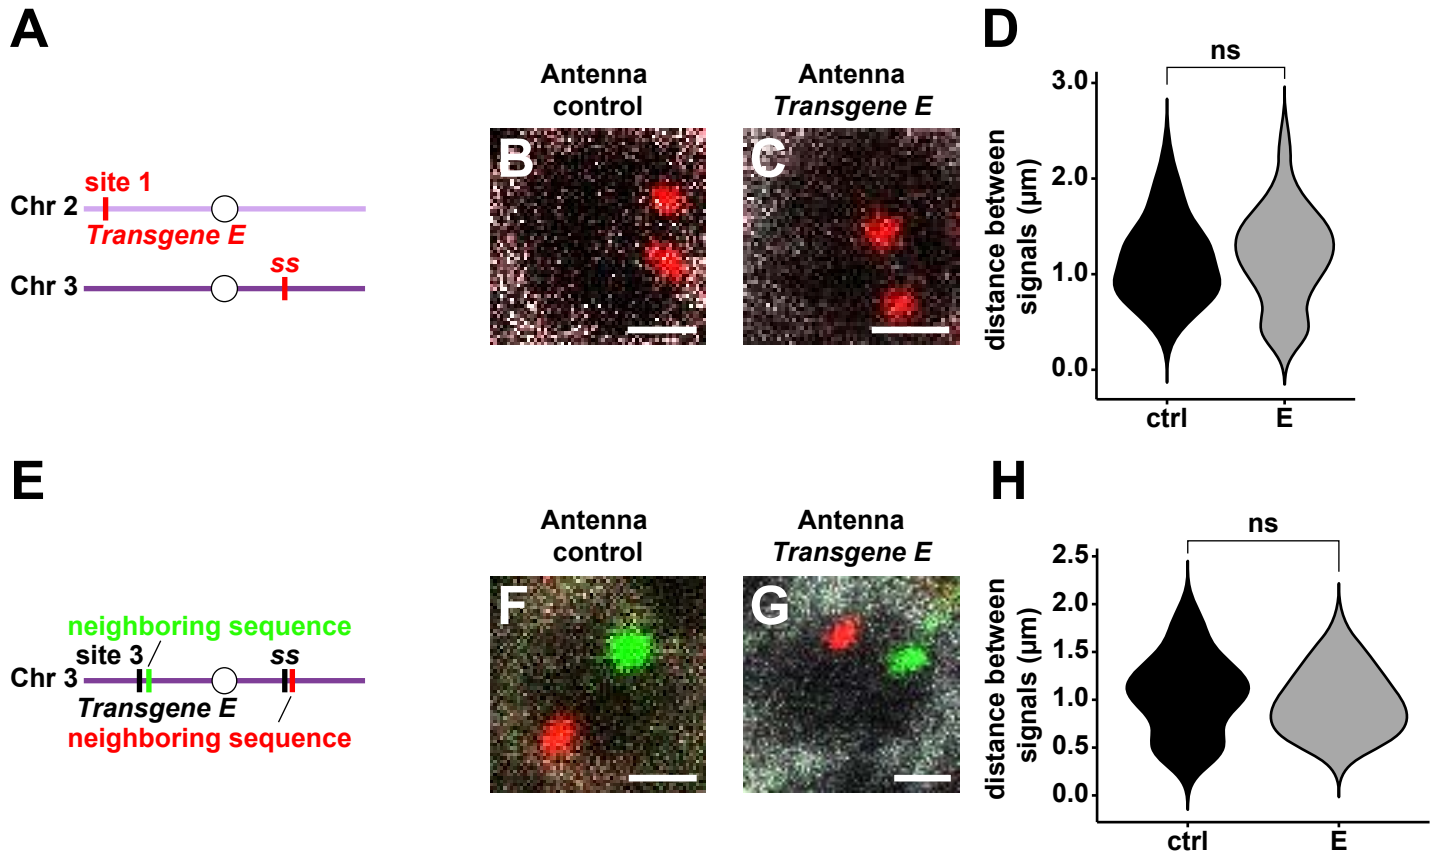 A
site 1
Chr 2
Transgene E
ss
Chr 3
Antenna
control
B
Antenna
Transgene E
C
D
ns
3.0
2.0
1.0
0.0
distance between
signals (µm)
ctrl
E
E
neighboring sequence
site 3
ss
Chr 3
Transgene E
neighboring sequence
Antenna
control
F
Antenna
Transgene E
G
H
ns
2.5
2.0
1.5
1.0
0.5
0.0
distance between
signals (µm)
ctrl
E